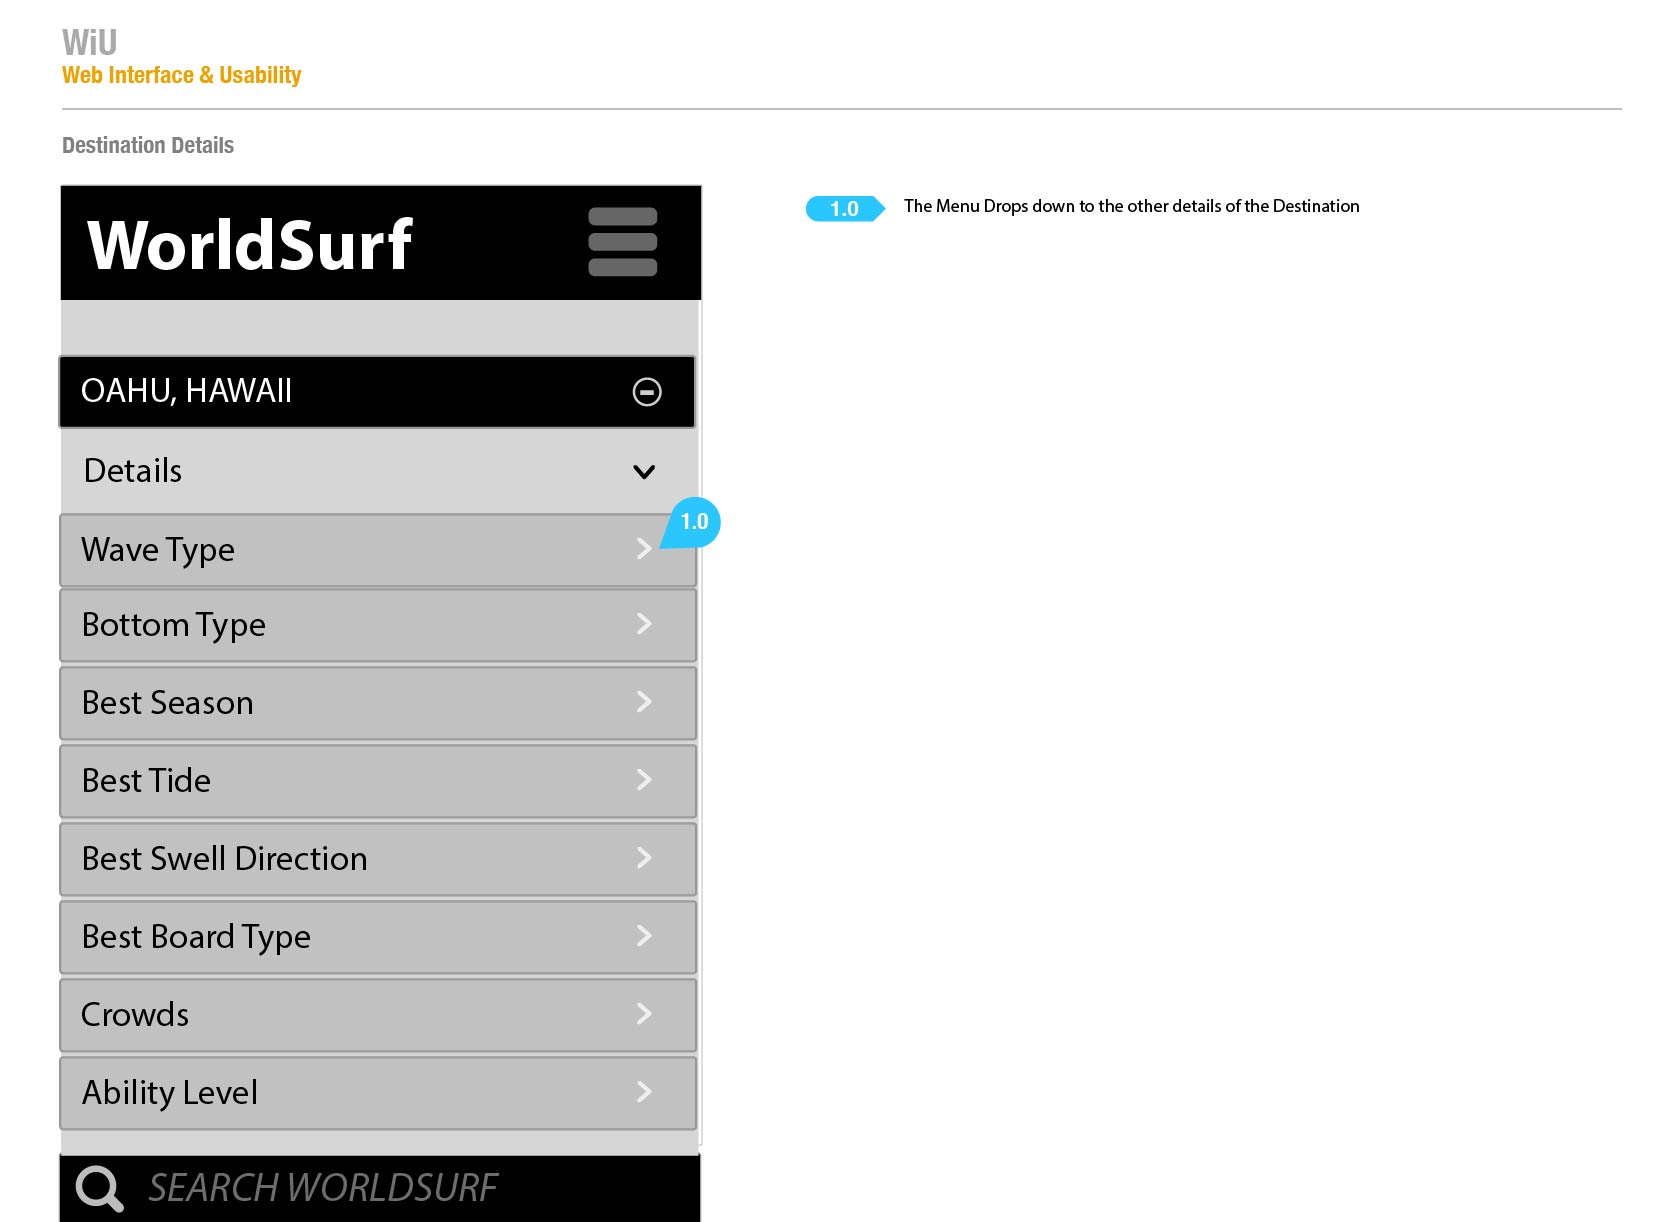 WiU
Web Interface & Usability
Destination Details
WorldSurf
OAHU, HAWAII
Details
1.0
Wave Type
Bottom Type
Best Season
Best Tide
Best Swell Direction
Best Board Type
Crowds
Ability Level
SEARCH WORLDSURF
1.0 The Menu Drops down to the other details of the Destination